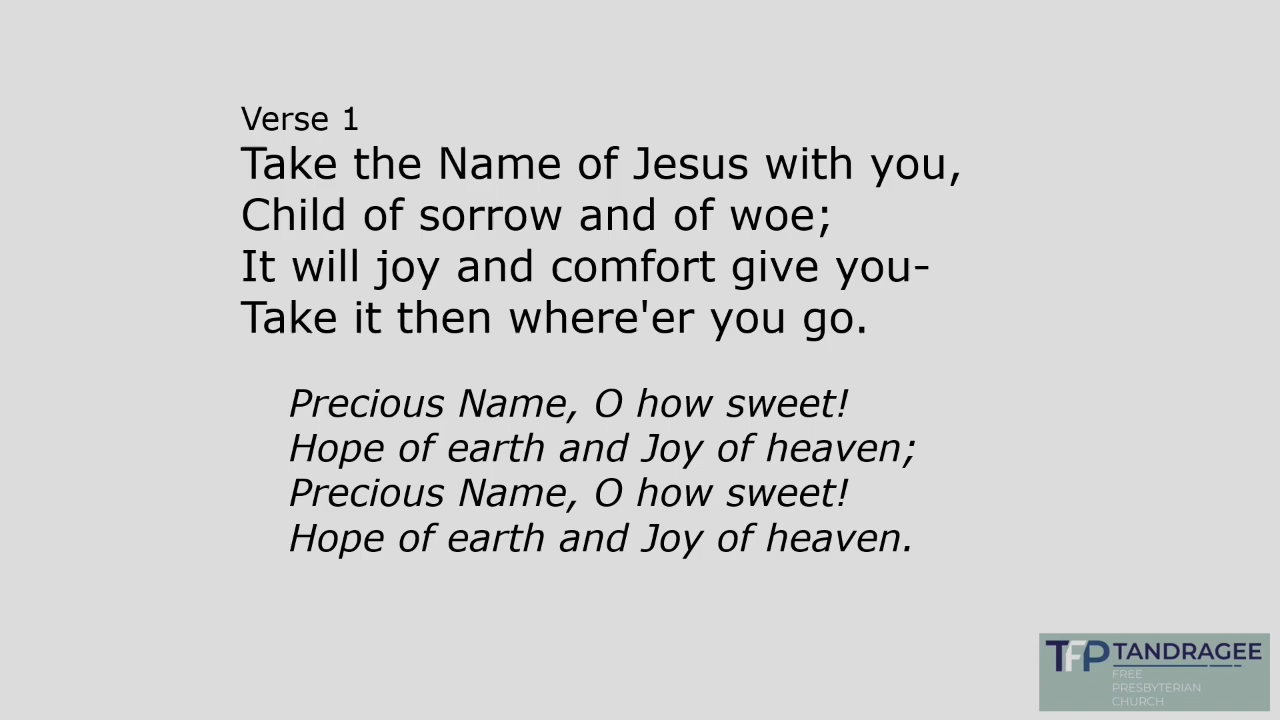 Verse 1
Take the Name of Jesus with you,
Child of sorrow and of woe;
It will joy and comfort give you-
Take it then where'er you go.
Precious Name, O how sweet!
Hope of earth and Joy of heaven;
Precious Name, O how sweet!
Hope of earth and Joy of heaven.
TFP TANDRAGEE
FREE
PRESBYTERIAN
CHURCH